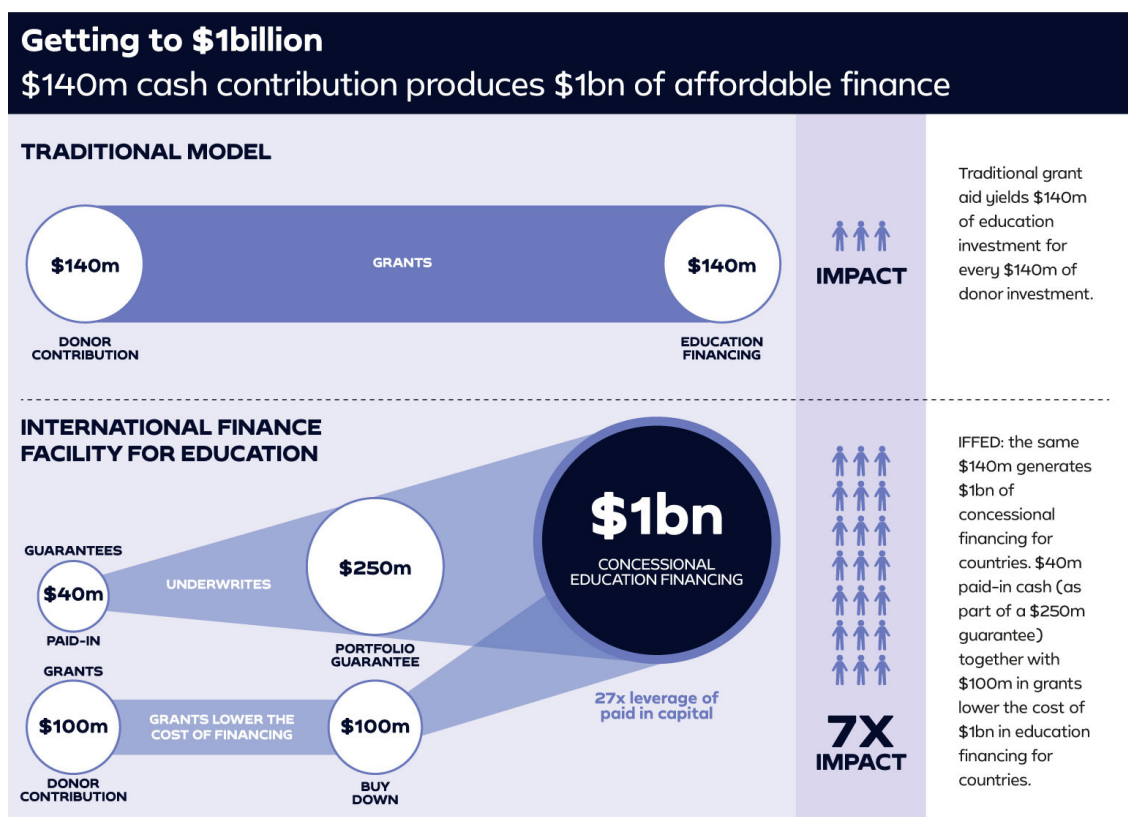 Getting to $1billion
$140m cash contribution produces $1bn of affordable finance
TRADITIONAL MODEL
$140m
GRANTS
$140m
DONOR
CONTRIBUTION
EDUCATION
FINANCING
IMPACT
Traditional grant
aid yields $140m
of education
investment for
every $140m of
donor investment.
INTERNATIONAL FINANCE
FACILITY FOR EDUCATION
GUARANTEES
$40m
PAID-IN
UNDERWRITES
$250m
PORTFOLIO
GUARANTEE
$1bn
CONCESSIONAL
EDUCATION FINANCING
GRANTS
$100m
DONOR
CONTRIBUTION
GRANTS LOWER THE
COST OF FINANCING
$100m
BUY
DOWN
27x leverage of
paid in capital
7X
IMPACT
IFFED: the same
$140m generates
$1bn of
concessional
financing for
countries. $40m
paid-in cash (as
part of a $250m
guarantee)
together with
$100m in grants
lower the cost of
$1bn in education
financing for
countries.